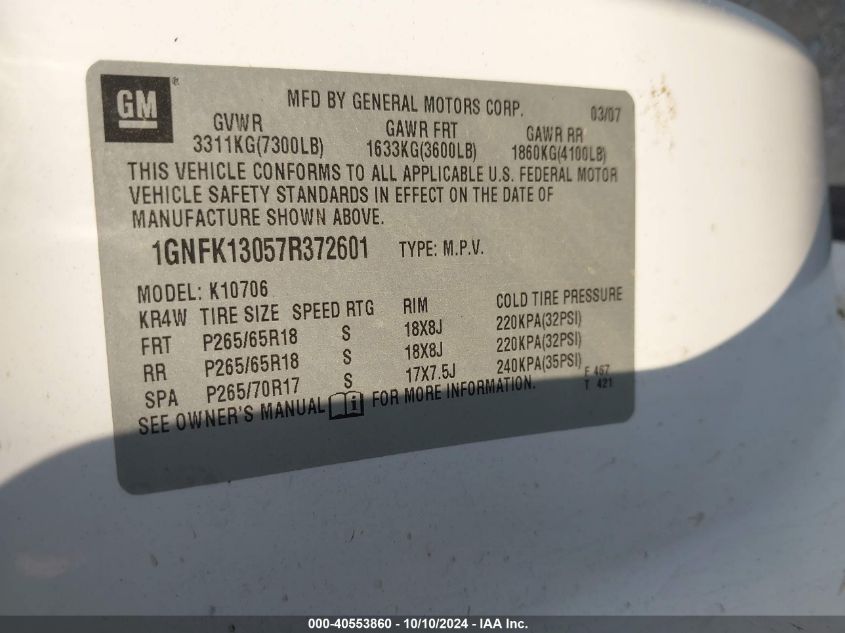 GM®
MFD BY GENERAL MOTORS CORP. 03/07
GVWR GAWR FRT GAWR RR
3311KG(7300LB) 1633KG(3600LB) 1860KG(4100LB)
THIS VEHICLE CONFORMS TO ALL APPLICABLE U.S. FEDERAL MOTOR
VEHICLE SAFETY STANDARDS IN EFFECT ON THE DATE OF
MANUFACTURE SHOWN ABOVE.
1GNFK13057R372601 TYPE: M.P.V.
MODEL: K10706
KR4W TIRE SIZE SPEED RTG RIM COLD TIRE PRESSURE
FRT P265/65R18 S 18X8J 220KPA(32PSI)
RR P265/65R18 S 18X8J 220KPA(32PSI)
SPA P265/70R17 S 17X7.5J 240KPA(35PSI)
F 467
T 421
SEE OWNER'S MANUAL i FOR MORE INFORMATION.
000-40553860 - 10/10/2024 - IAA Inc.